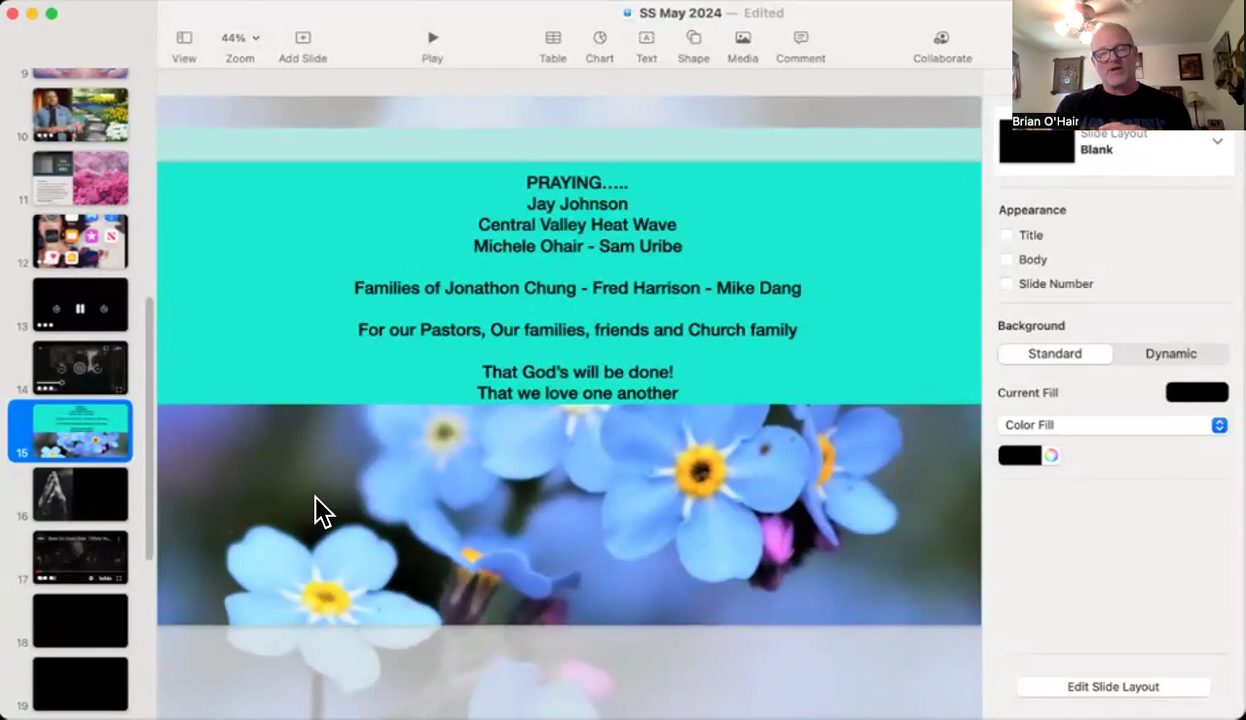 SS May 2024 — Edited
View
44%
Zoom
Add Slide
Play
Table
Chart
Text
Shape
Media
Comment
Collaborate
Brian O'Hair
9
10
11
12
13
14
15
16
17
18
19
PRAYING.....
Jay Johnson
Central Valley Heat Wave
Michele Ohair - Sam Uribe
Families of Jonathon Chung - Fred Harrison - Mike Dang
For our Pastors, Our families, friends and Church family
That God's will be done!
That we love one another
Slide Layout
Blank
Appearance
Title
Body
Slide Number
Background
Standard
Dynamic
Current Fill
Color Fill
Edit Slide Layout